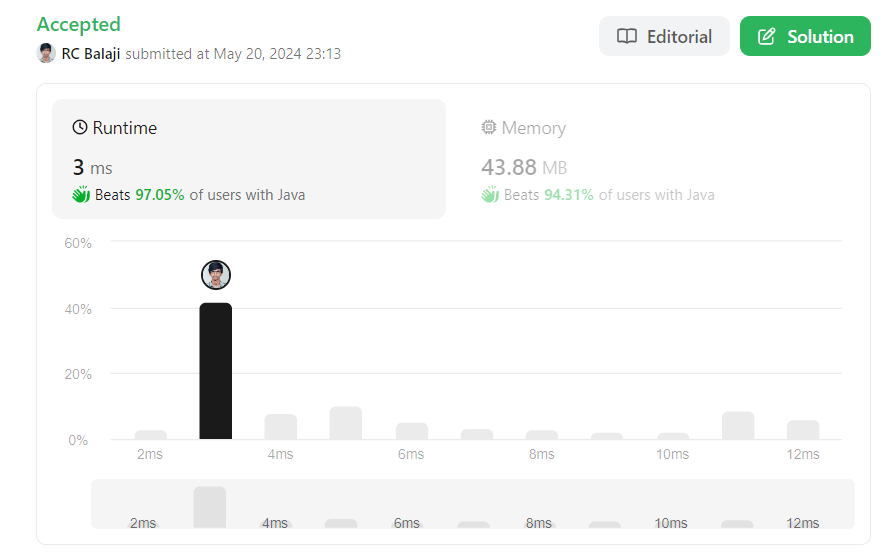 Accepted
RC Balaji submitted at May 20, 2024 23:13
Editorial
Solution
Runtime
3 ms
Beats 97.05% of users with Java
Memory
43.88 MB
Beats 94.31% of users with Java
60%
40%
20%
0%
2ms 4ms 6ms 8ms 10ms 12ms
2ms 4ms 6ms 8ms 10ms 12ms